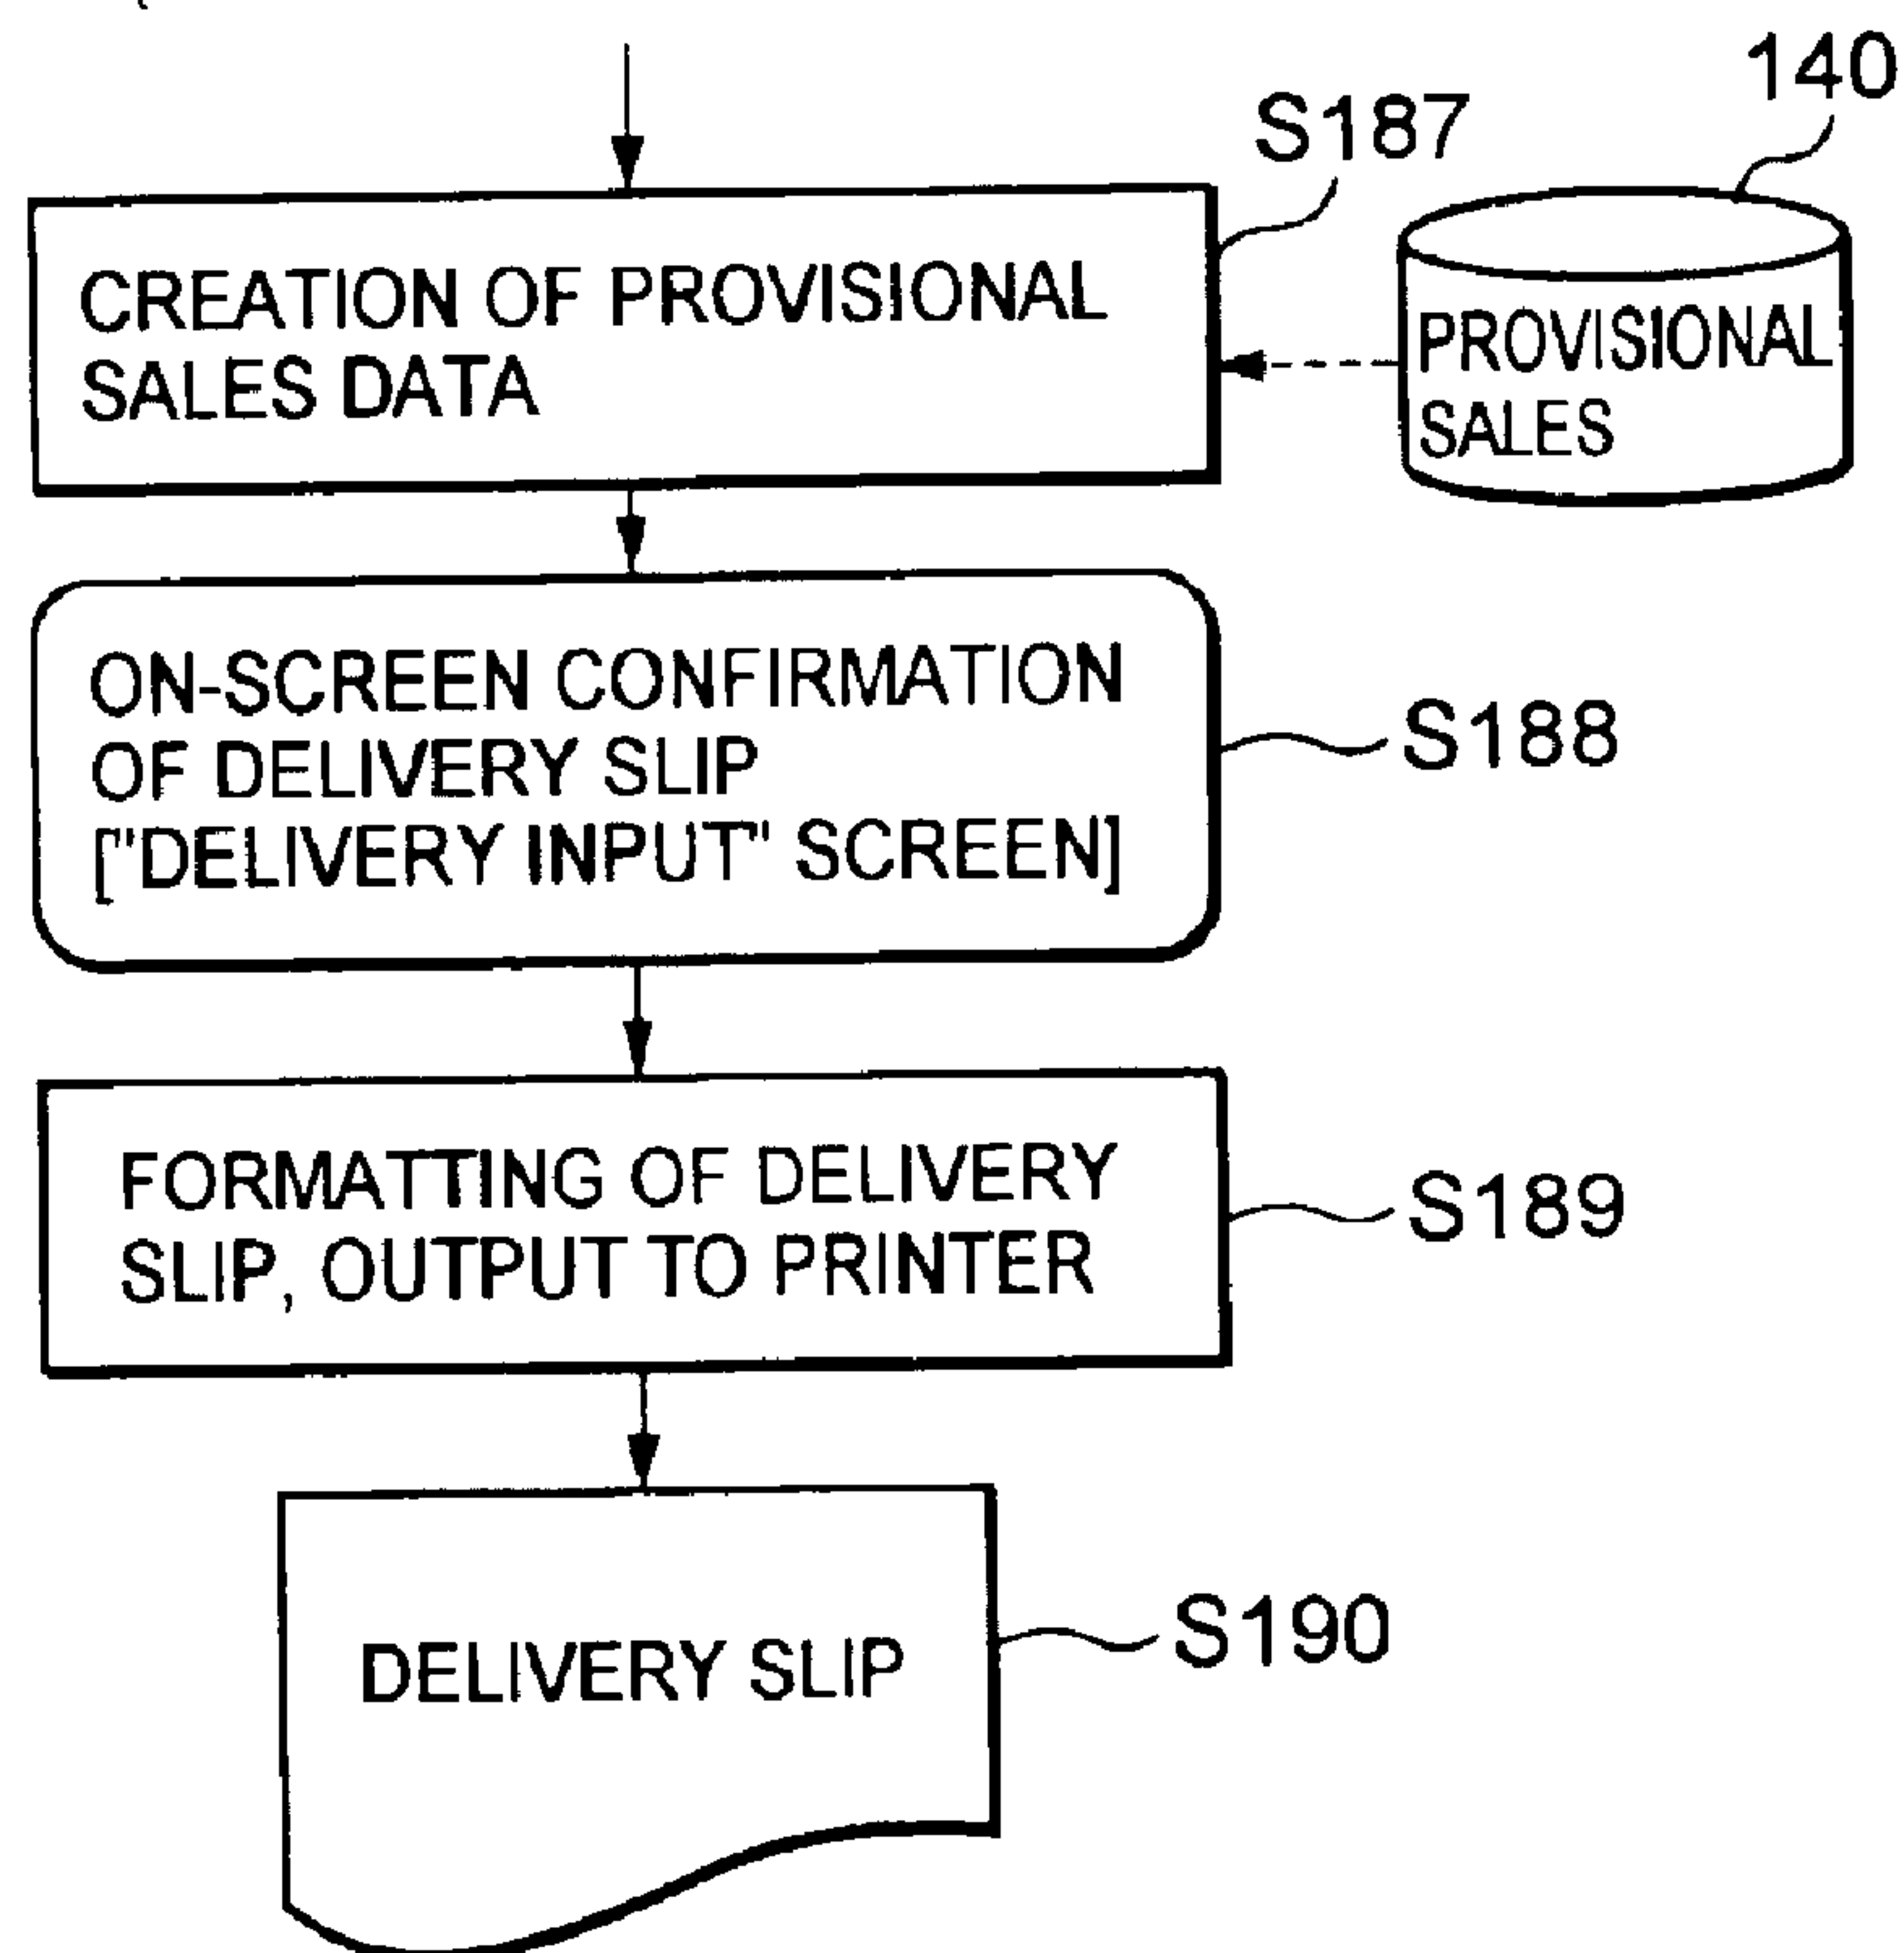 140
S187
CREATION OF PROVISIONAL
SALES DATA
PROVISIONAL
SALES
ON-SCREEN CONFIRMATION
OF DELIVERY SLIP
["DELIVERY INPUT" SCREEN]
S188
FORMATTING OF DELIVERY
SLIP, OUTPUT TO PRINTER
S189
DELIVERY SLIP
S190